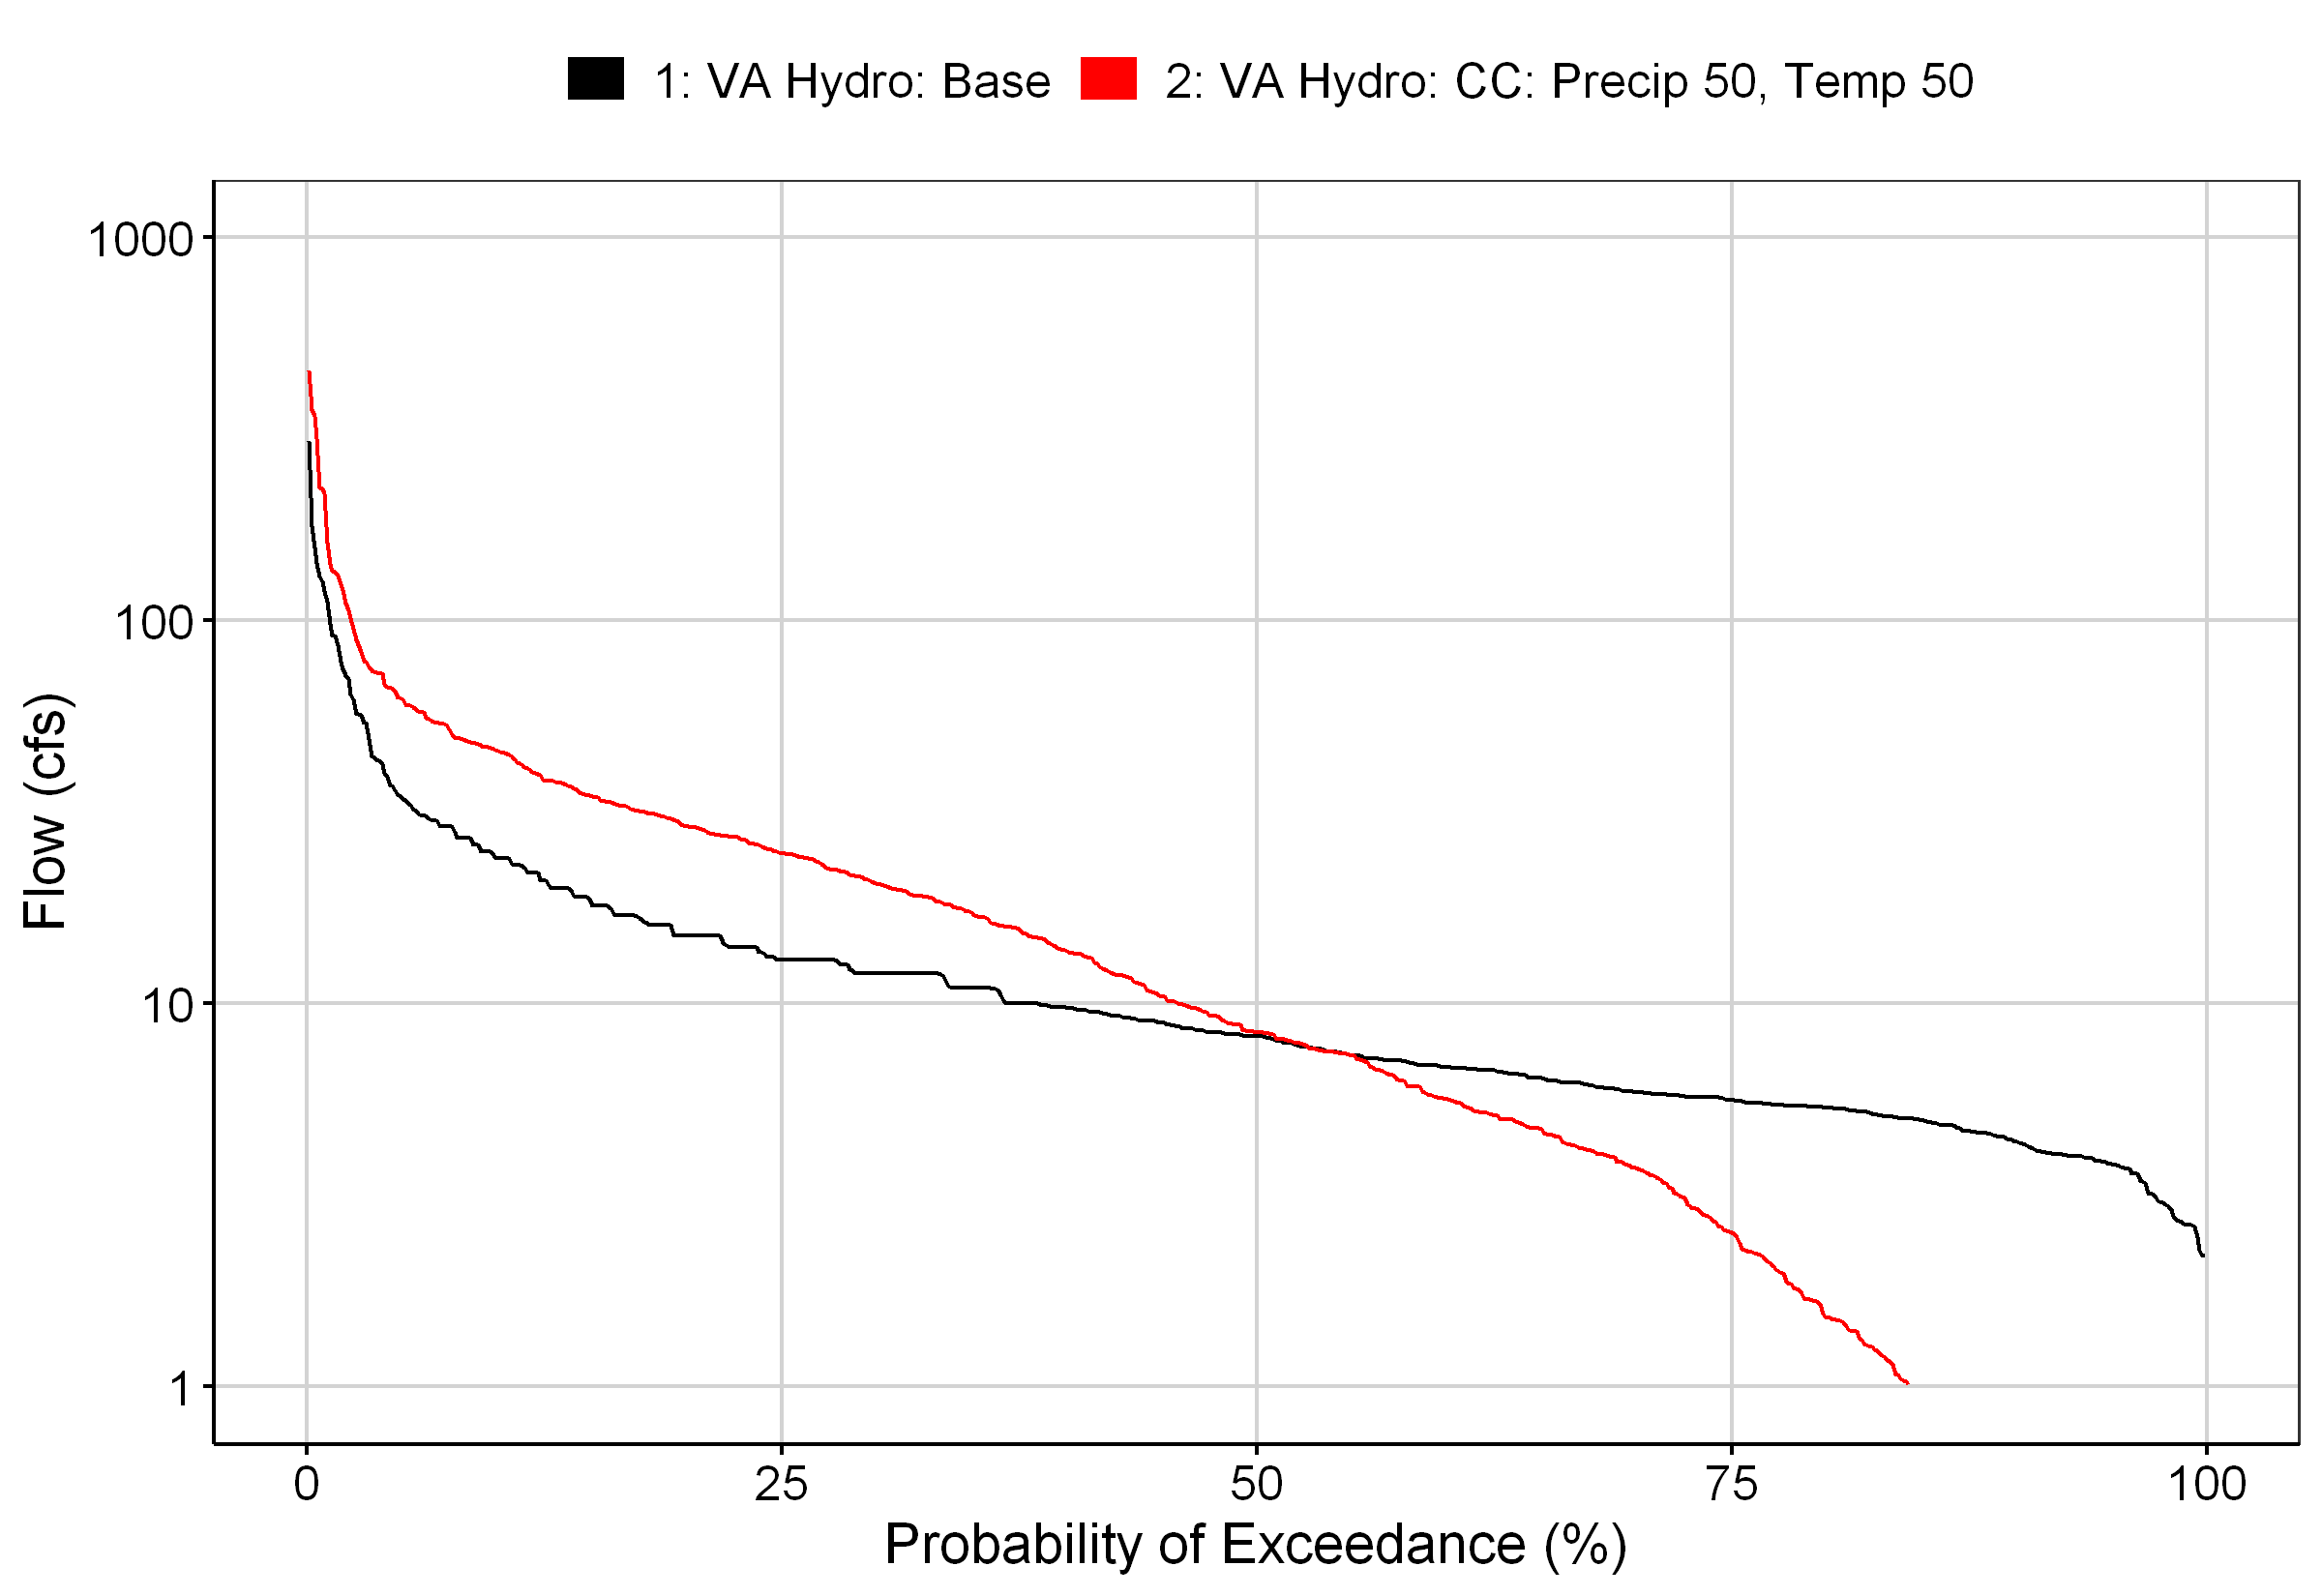 1: VA Hydro: Base 2: VA Hydro: CC: Precip 50, Temp 50
1000
100
10
1
Flow (cfs)
0 25 50 75 100
Probability of Exceedance (%)